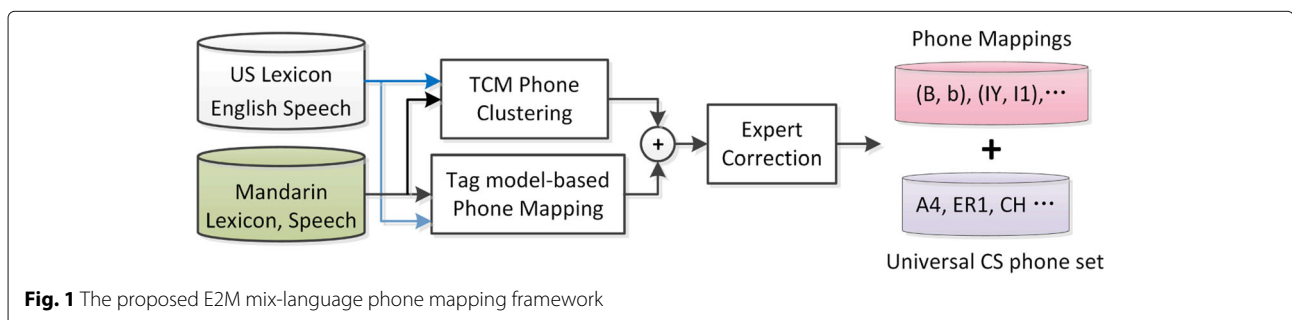 US Lexicon
English Speech
Mandarin
Lexicon, Speech
TCM Phone
Clustering
Tag model-based
Phone Mapping
+
Expert
Correction
Phone Mappings
(B, b), (IY, I1),⋯
+
A4, ER1, CH ⋯
Universal CS phone set
Fig. 1 The proposed E2M mix-language phone mapping framework